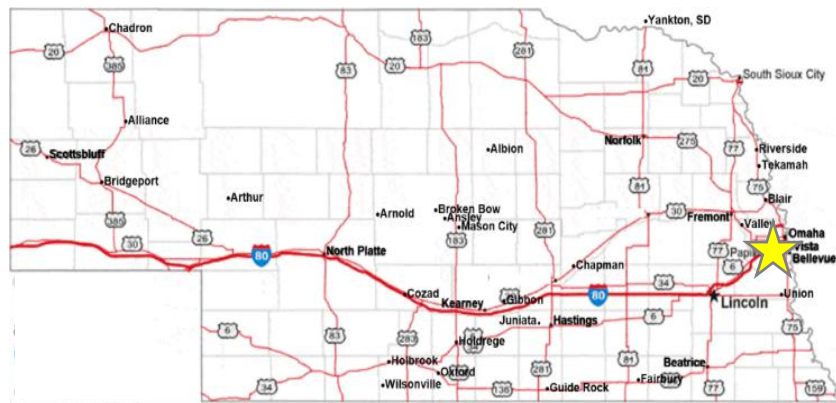 Yankton, SD
Chadron
20
183
281
385
83
20
81
20
South Sioux City
Alliance
26
Scottsbluff
Albion
Norfolk
275
77
Riverside
Tekamah
Bridgeport
81
75
Blair
Arthur
Arnold
Broken Bow
Ansley
Mason City
30
Fremont
Valley
385
26
183
281
Omaha
30
80
North Platte
77
Papi
Vista
6
Bellevue
Chapman
34
Cozad
Kearney
Gibbon
80
Lincoln
Union
6
83
283
Juniata
Hastings
6
75
Holdrege
34
Holbrook
281
81
Beatrice
34
Oxford
Wilsonville
136
Guide Rock
Fairbury
77
159